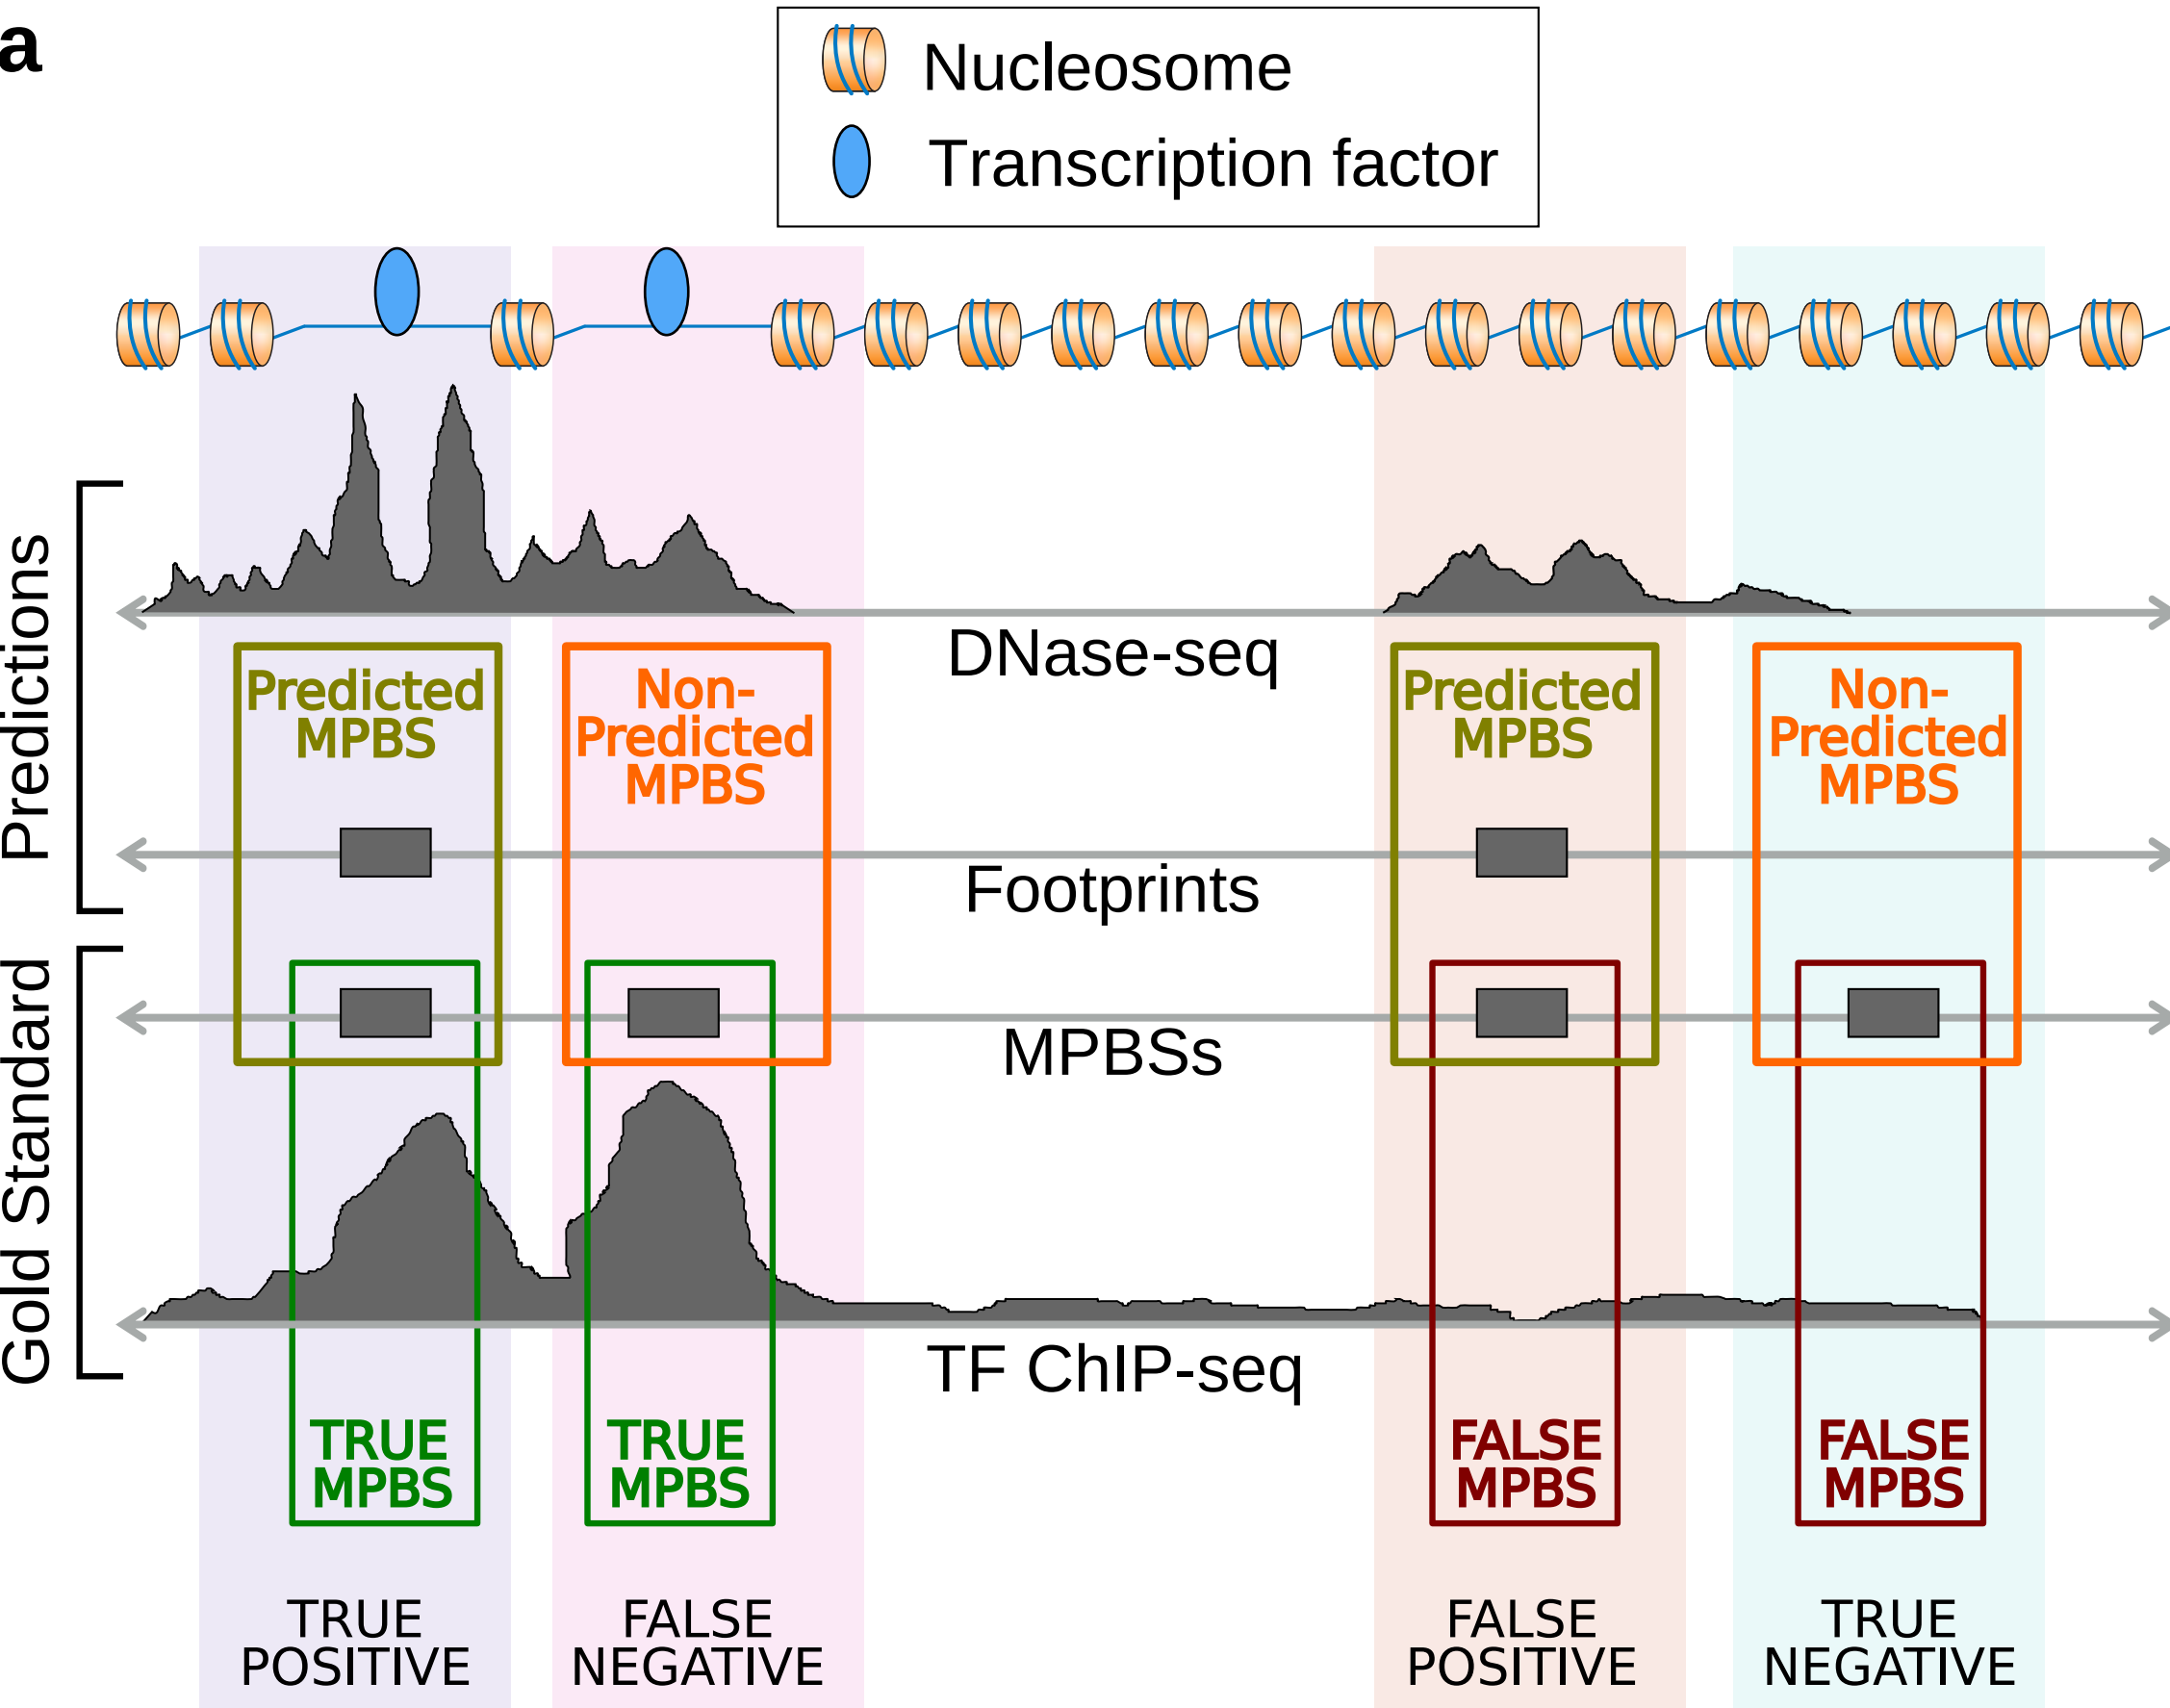 a
Nucleosome
Transcription factor
Predictions
DNase-seq
Predicted
MPBS
Non-
Predicted
MPBS
Predicted
MPBS
Non-
Predicted
MPBS
Footprints
Gold Standard
MPBSs
TF ChIP-seq
TRUE
MPBS
TRUE
MPBS
FALSE
MPBS
FALSE
MPBS
TRUE
POSITIVE
FALSE
NEGATIVE
FALSE
POSITIVE
TRUE
NEGATIVE